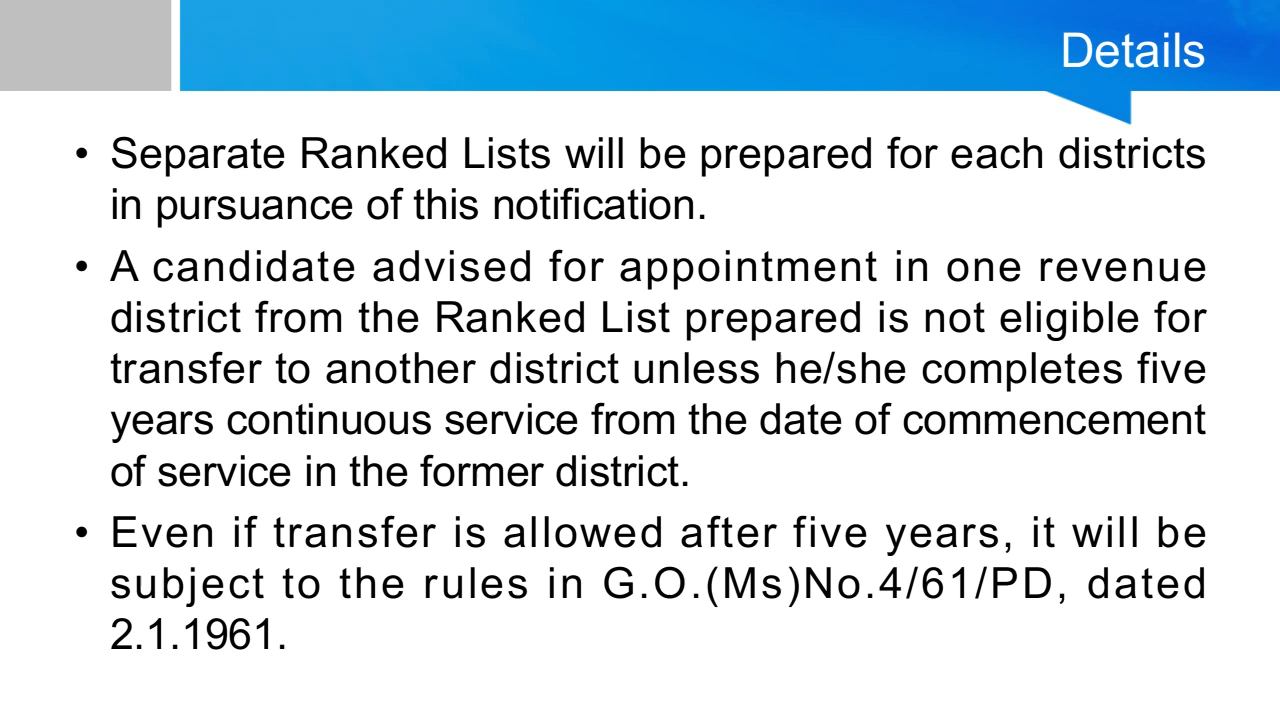 Details
• Separate Ranked Lists will be prepared for each districts
in pursuance of this notification.
• A candidate advised for appointment in one revenue
district from the Ranked List prepared is not eligible for
transfer to another district unless he/she completes five
years continuous service from the date of commencement
of service in the former district.
• Even if transfer is allowed after five years, it will be
subject to the rules in G.O.(Ms)No.4/61/PD, dated
2.1.1961.